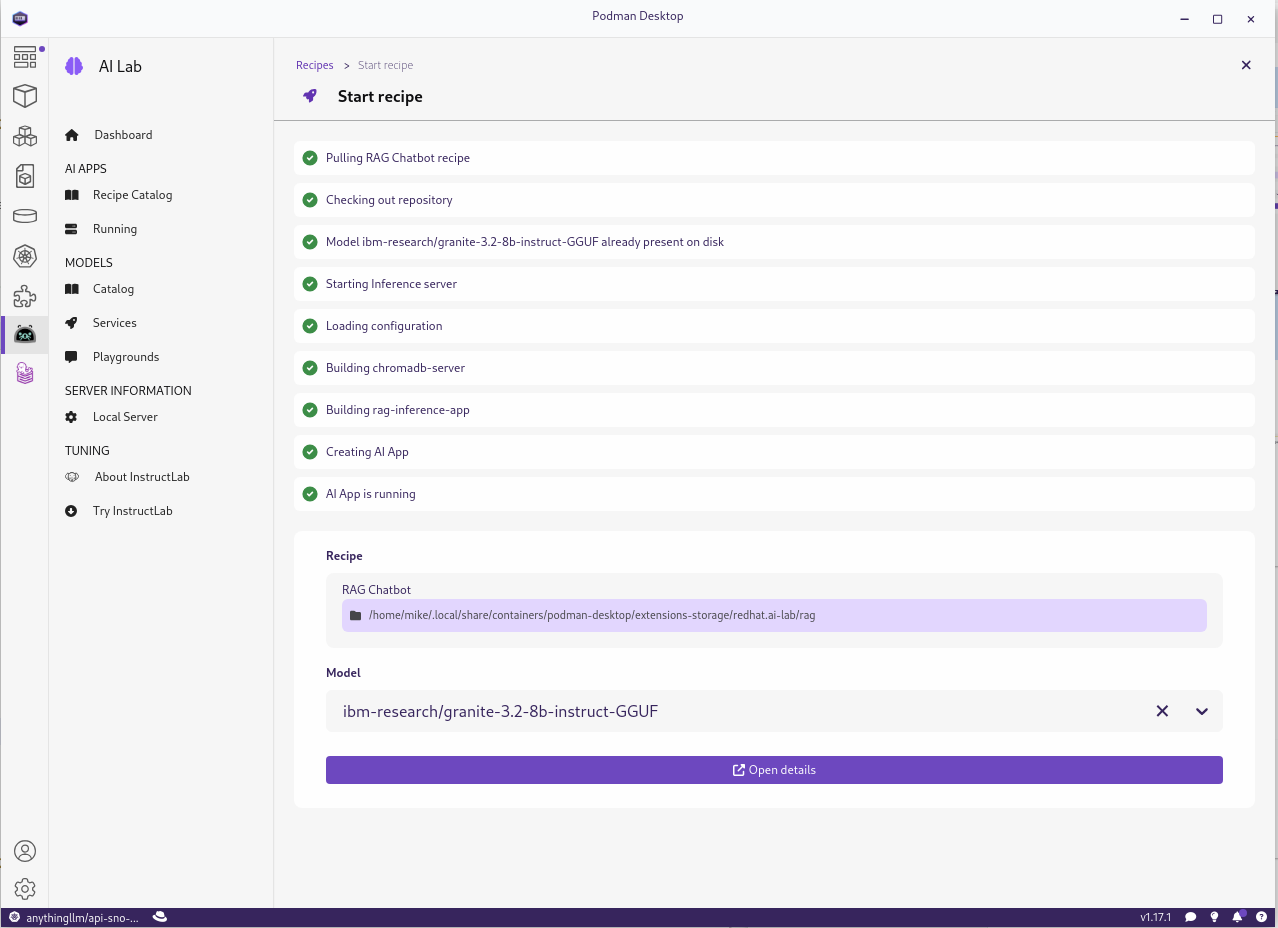 Podman Desktop
AI Lab
Dashboard
AI APPS
Recipe Catalog
Running
MODELS
Catalog
Services
Playgrounds
SERVER INFORMATION
Local Server
TUNING
About InstructLab
Try InstructLab
Recipes > Start recipe
Start recipe
Pulling RAG Chatbot recipe
Checking out repository
Model ibm-research/granite-3.2-8b-instruct-GGUF already present on disk
Starting Inference server
Loading configuration
Building chromadb-server
Building rag-inference-app
Creating AI App
AI App is running
Recipe
RAG Chatbot
/home/mike/.local/share/containers/podman-desktop/extensions-storage/redhat.ai-lab/rag
Model
ibm-research/granite-3.2-8b-instruct-GGUF
Open details
anythingllm/api-sno-...
v1.17.1